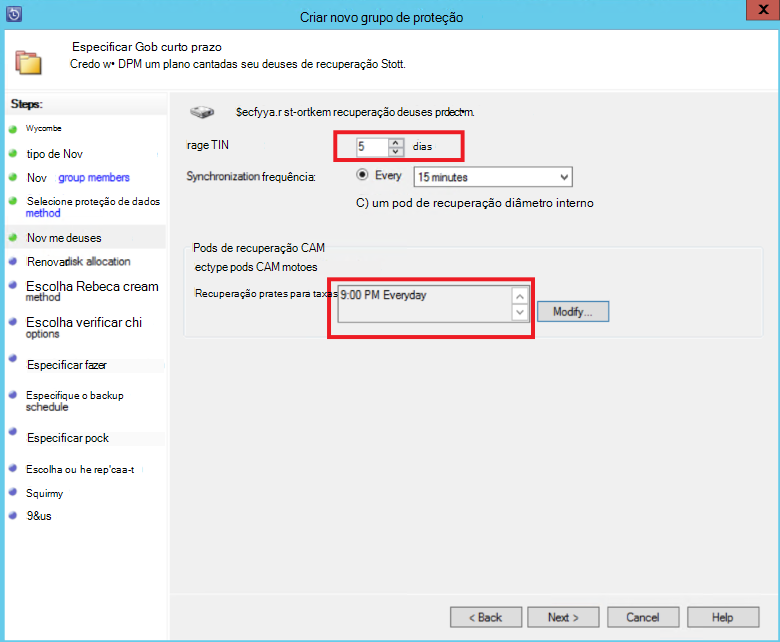 Criar novo grupo de proteção
X
Especificar Gob curto prazo
Credo w• DPM um plano cantadas seu deuses de recuperação Stott.
Steps:
Wycombe
tipo de Nov
Nov group members
Selecione proteção de dados
method
Nov me deuses
Renovadisk allocation
Escolha Rebeca cream
method
Escolha verificar chi
options
Especificar fazer
Especifique o backup
schedule
Especificar pock
Escolha ou he rep'caa-t
Squirmy
9&us
$ecfyya.r st-ortkem recuperação deuses prdectm.
rage TIN
5
dias
Synchronization frequência:
Every
15 minutes
C) um pod de recuperação diâmetro interno
Pods de recuperação CAM
ectype pods CAM motoes
Recuperação prates para taxas
9:00 PM Everyday
Modify...
< Back
Next >
Cancel
Help